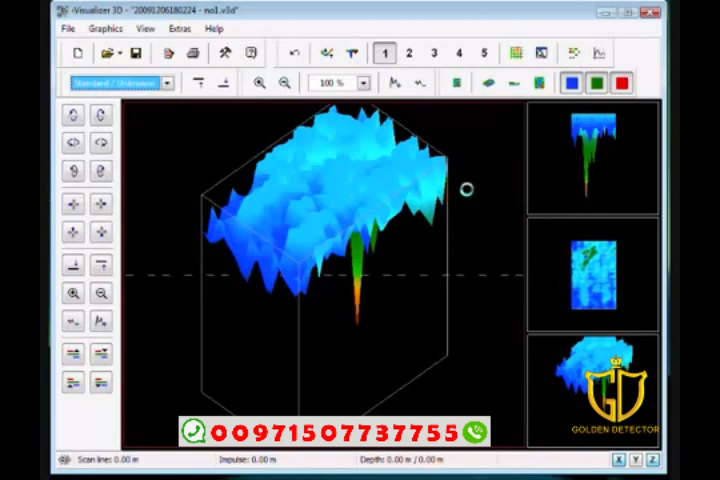 Visualizer 3D - "20091206180224 - no1.v3d"
File Graphics View Extras Help
1 2 3 4 5
Standard / Unknown 100 %
GOLDEN DETECTOR
00971507737755
Scan line: 0.00 m Impulse: 0.00 m Depth: 0.00 m / 0.00 m X Y Z